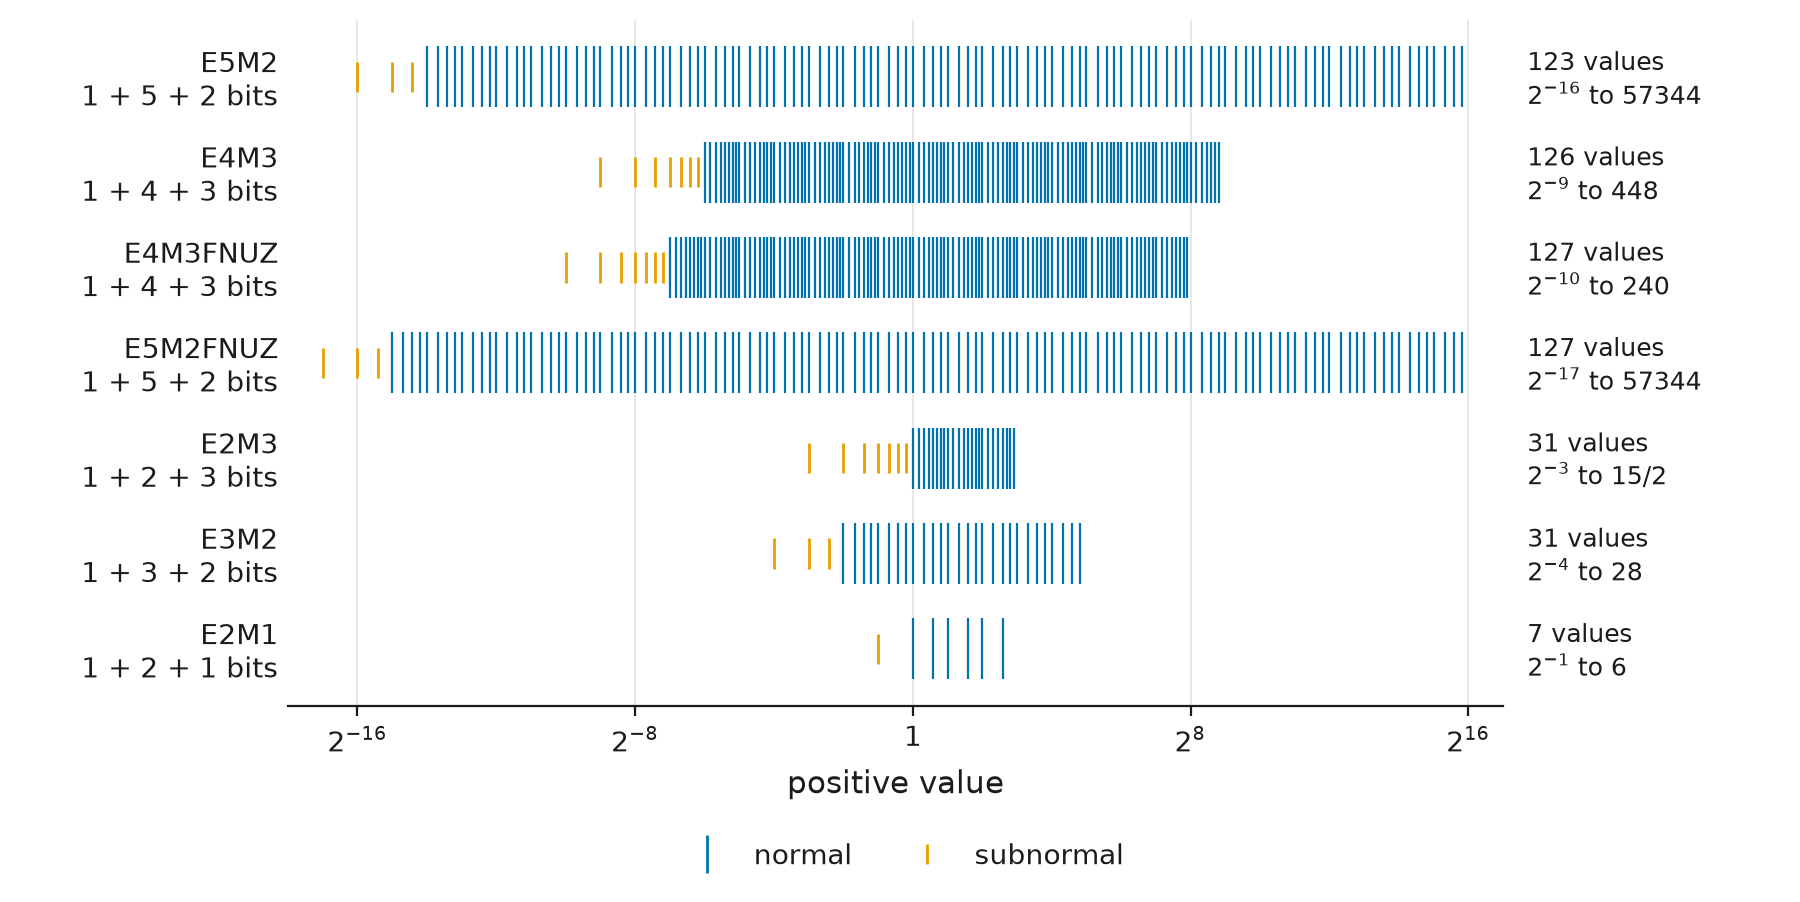 E5M2
1 + 5 + 2 bits
123 values
2⁻¹⁶ to 57344
E4M3
1 + 4 + 3 bits
126 values
2⁻⁹ to 448
E4M3FNUZ
1 + 4 + 3 bits
127 values
2⁻¹⁰ to 240
E5M2FNUZ
1 + 5 + 2 bits
127 values
2⁻¹⁷ to 57344
E2M3
1 + 2 + 3 bits
31 values
2⁻³ to 15/2
E3M2
1 + 3 + 2 bits
31 values
2⁻⁴ to 28
E2M1
1 + 2 + 1 bits
7 values
2⁻¹ to 6
2⁻¹⁶ 2⁻⁸ 1 2⁸ 2¹⁶
positive value
normal subnormal